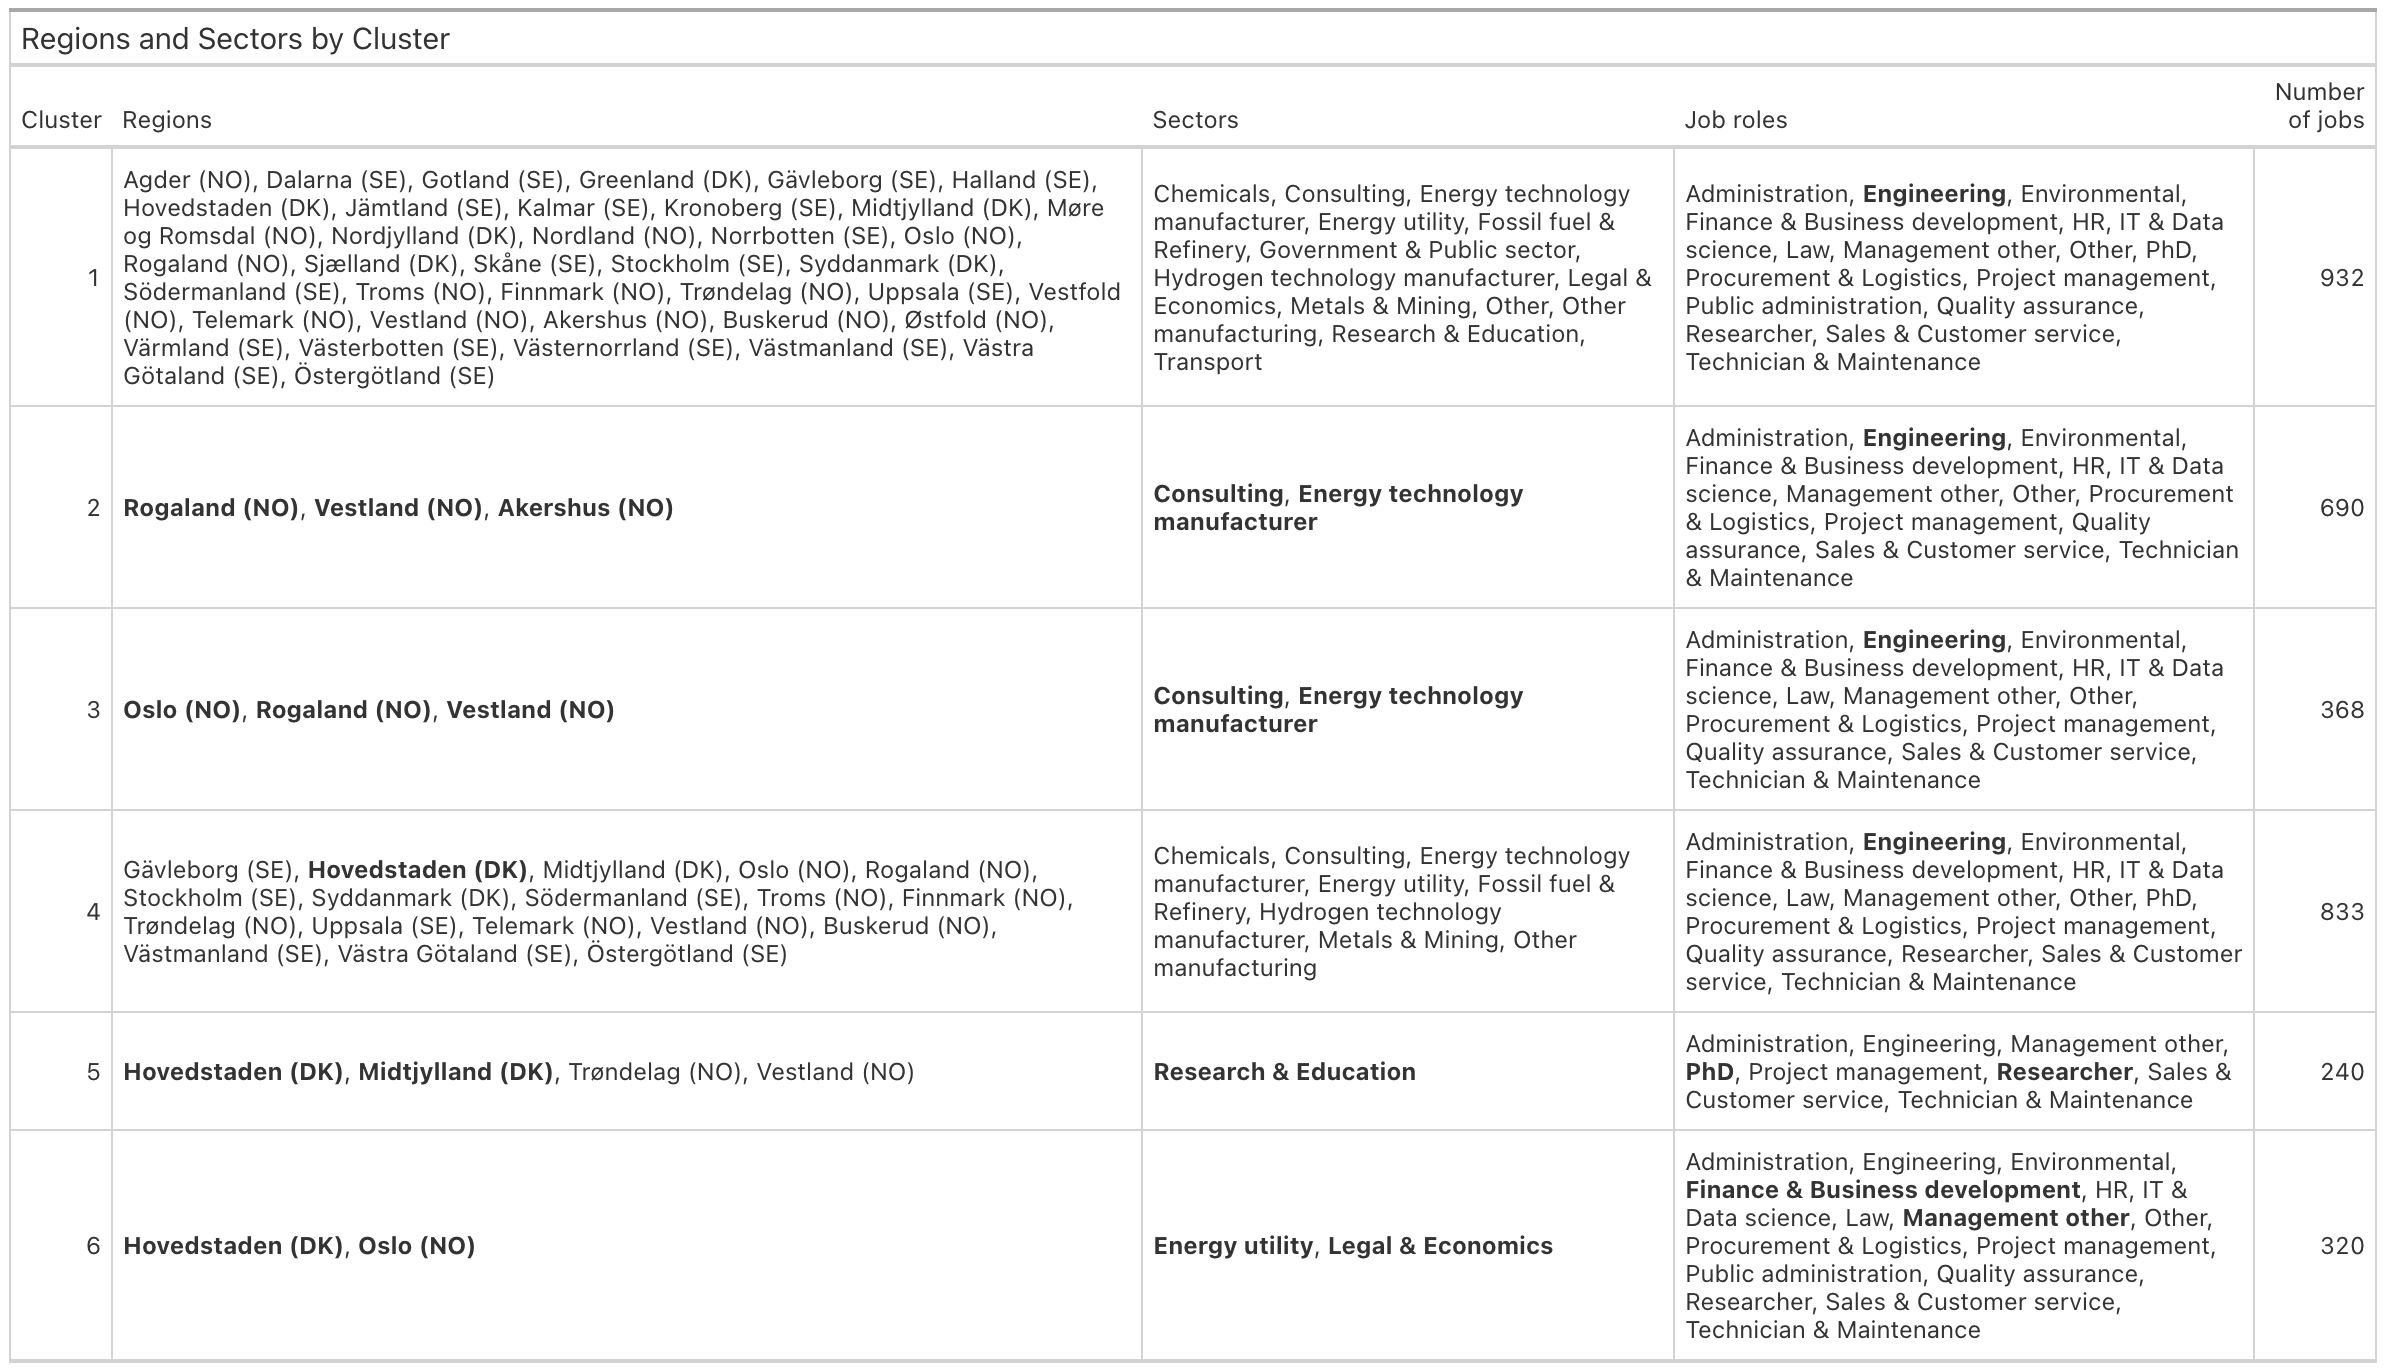 Regions and Sectors by Cluster
Cluster Regions Sectors Job roles Number of jobs
1
Agder (NO), Dalarna (SE), Gotland (SE), Greenland (DK), Gävleborg (SE), Halland (SE),
Hovedstaden (DK), Jämtland (SE), Kalmar (SE), Kronoberg (SE), Midtjylland (DK), Møre
og Romsdal (NO), Nordjylland (DK), Nordland (NO), Norrbotten (SE), Oslo (NO),
Rogaland (NO), Sjælland (DK), Skåne (SE), Stockholm (SE), Syddanmark (DK),
Södermanland (SE), Troms (NO), Finnmark (NO), Trøndelag (NO), Uppsala (SE), Vestfold
(NO), Telemark (NO), Vestland (NO), Akershus (NO), Buskerud (NO), Østfold (NO),
Värmland (SE), Västerbotten (SE), Västernorrland (SE), Västmanland (SE), Västra
Götaland (SE), Östergötland (SE)
Chemicals, Consulting, Energy technology
manufacturer, Energy utility, Fossil fuel &
Refinery, Government & Public sector,
Hydrogen technology manufacturer, Legal &
Economics, Metals & Mining, Other, Other
manufacturing, Research & Education,
Transport
Administration, Engineering, Environmental,
Finance & Business development, HR, IT & Data
science, Law, Management other, Other, PhD,
Procurement & Logistics, Project management,
Public administration, Quality assurance,
Researcher, Sales & Customer service,
Technician & Maintenance
932
2
Rogaland (NO), Vestland (NO), Akershus (NO)
Consulting, Energy technology
manufacturer
Administration, Engineering, Environmental,
Finance & Business development, HR, IT & Data
science, Management other, Other, Procurement
& Logistics, Project management, Quality
assurance, Sales & Customer service, Technician
& Maintenance
690
3
Oslo (NO), Rogaland (NO), Vestland (NO)
Consulting, Energy technology
manufacturer
Administration, Engineering, Environmental,
Finance & Business development, HR, IT & Data
science, Law, Management other, Other,
Procurement & Logistics, Project management,
Quality assurance, Sales & Customer service,
Technician & Maintenance
368
4
Gävleborg (SE), Hovedstaden (DK), Midtjylland (DK), Oslo (NO), Rogaland (NO),
Stockholm (SE), Syddanmark (DK), Södermanland (SE), Troms (NO), Finnmark (NO),
Trøndelag (NO), Uppsala (SE), Telemark (NO), Vestland (NO), Buskerud (NO),
Västmanland (SE), Västra Götaland (SE), Östergötland (SE)
Chemicals, Consulting, Energy technology
manufacturer, Energy utility, Fossil fuel &
Refinery, Hydrogen technology
manufacturer, Metals & Mining, Other
manufacturing
Administration, Engineering, Environmental,
Finance & Business development, HR, IT & Data
science, Law, Management other, Other, PhD,
Procurement & Logistics, Project management,
Quality assurance, Researcher, Sales & Customer
service, Technician & Maintenance
833
5
Hovedstaden (DK), Midtjylland (DK), Trøndelag (NO), Vestland (NO)
Research & Education
Administration, Engineering, Management other,
PhD, Project management, Researcher, Sales &
Customer service, Technician & Maintenance
240
6
Hovedstaden (DK), Oslo (NO)
Energy utility, Legal & Economics
Administration, Engineering, Environmental,
Finance & Business development, HR, IT &
Data science, Law, Management other, Other,
Procurement & Logistics, Project management,
Public administration, Quality assurance,
Researcher, Sales & Customer service,
Technician & Maintenance
320